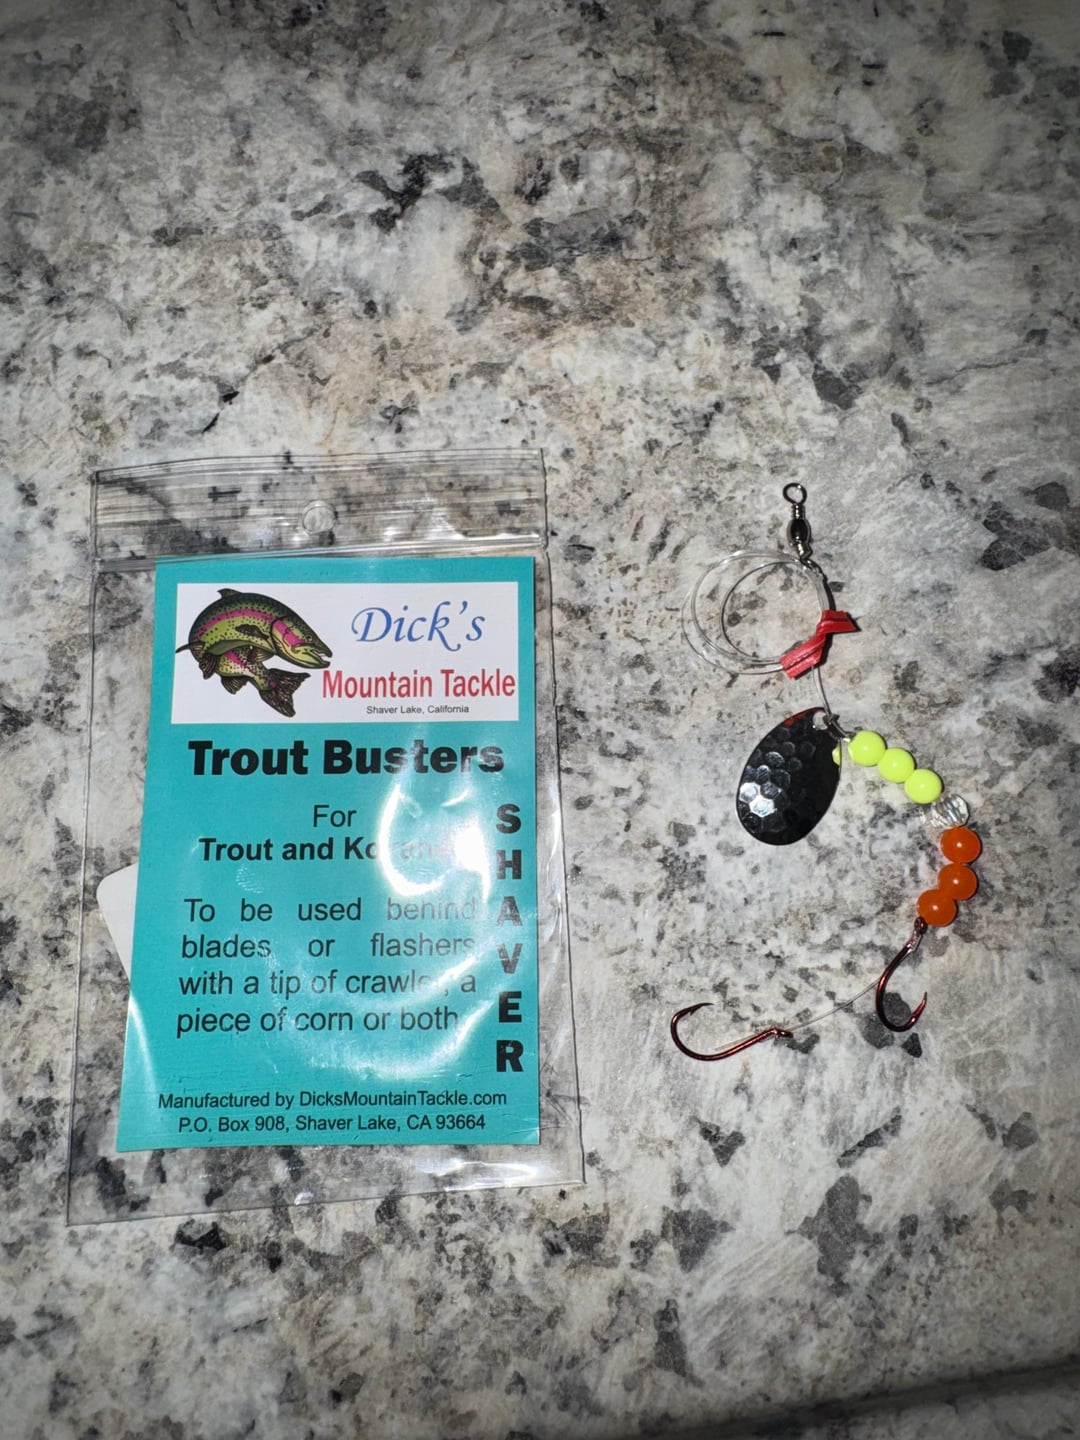 Dick's
Mountain Tackle
Shaver Lake, California
Trout Busters
For
Trout and
To be used behind
blades or flashers
with a tip of crawler, a
piece of corn or both
SHAVER
Manufactured by DicksMountainTackle.com
P.O. Box 908, Shaver Lake, CA 93664